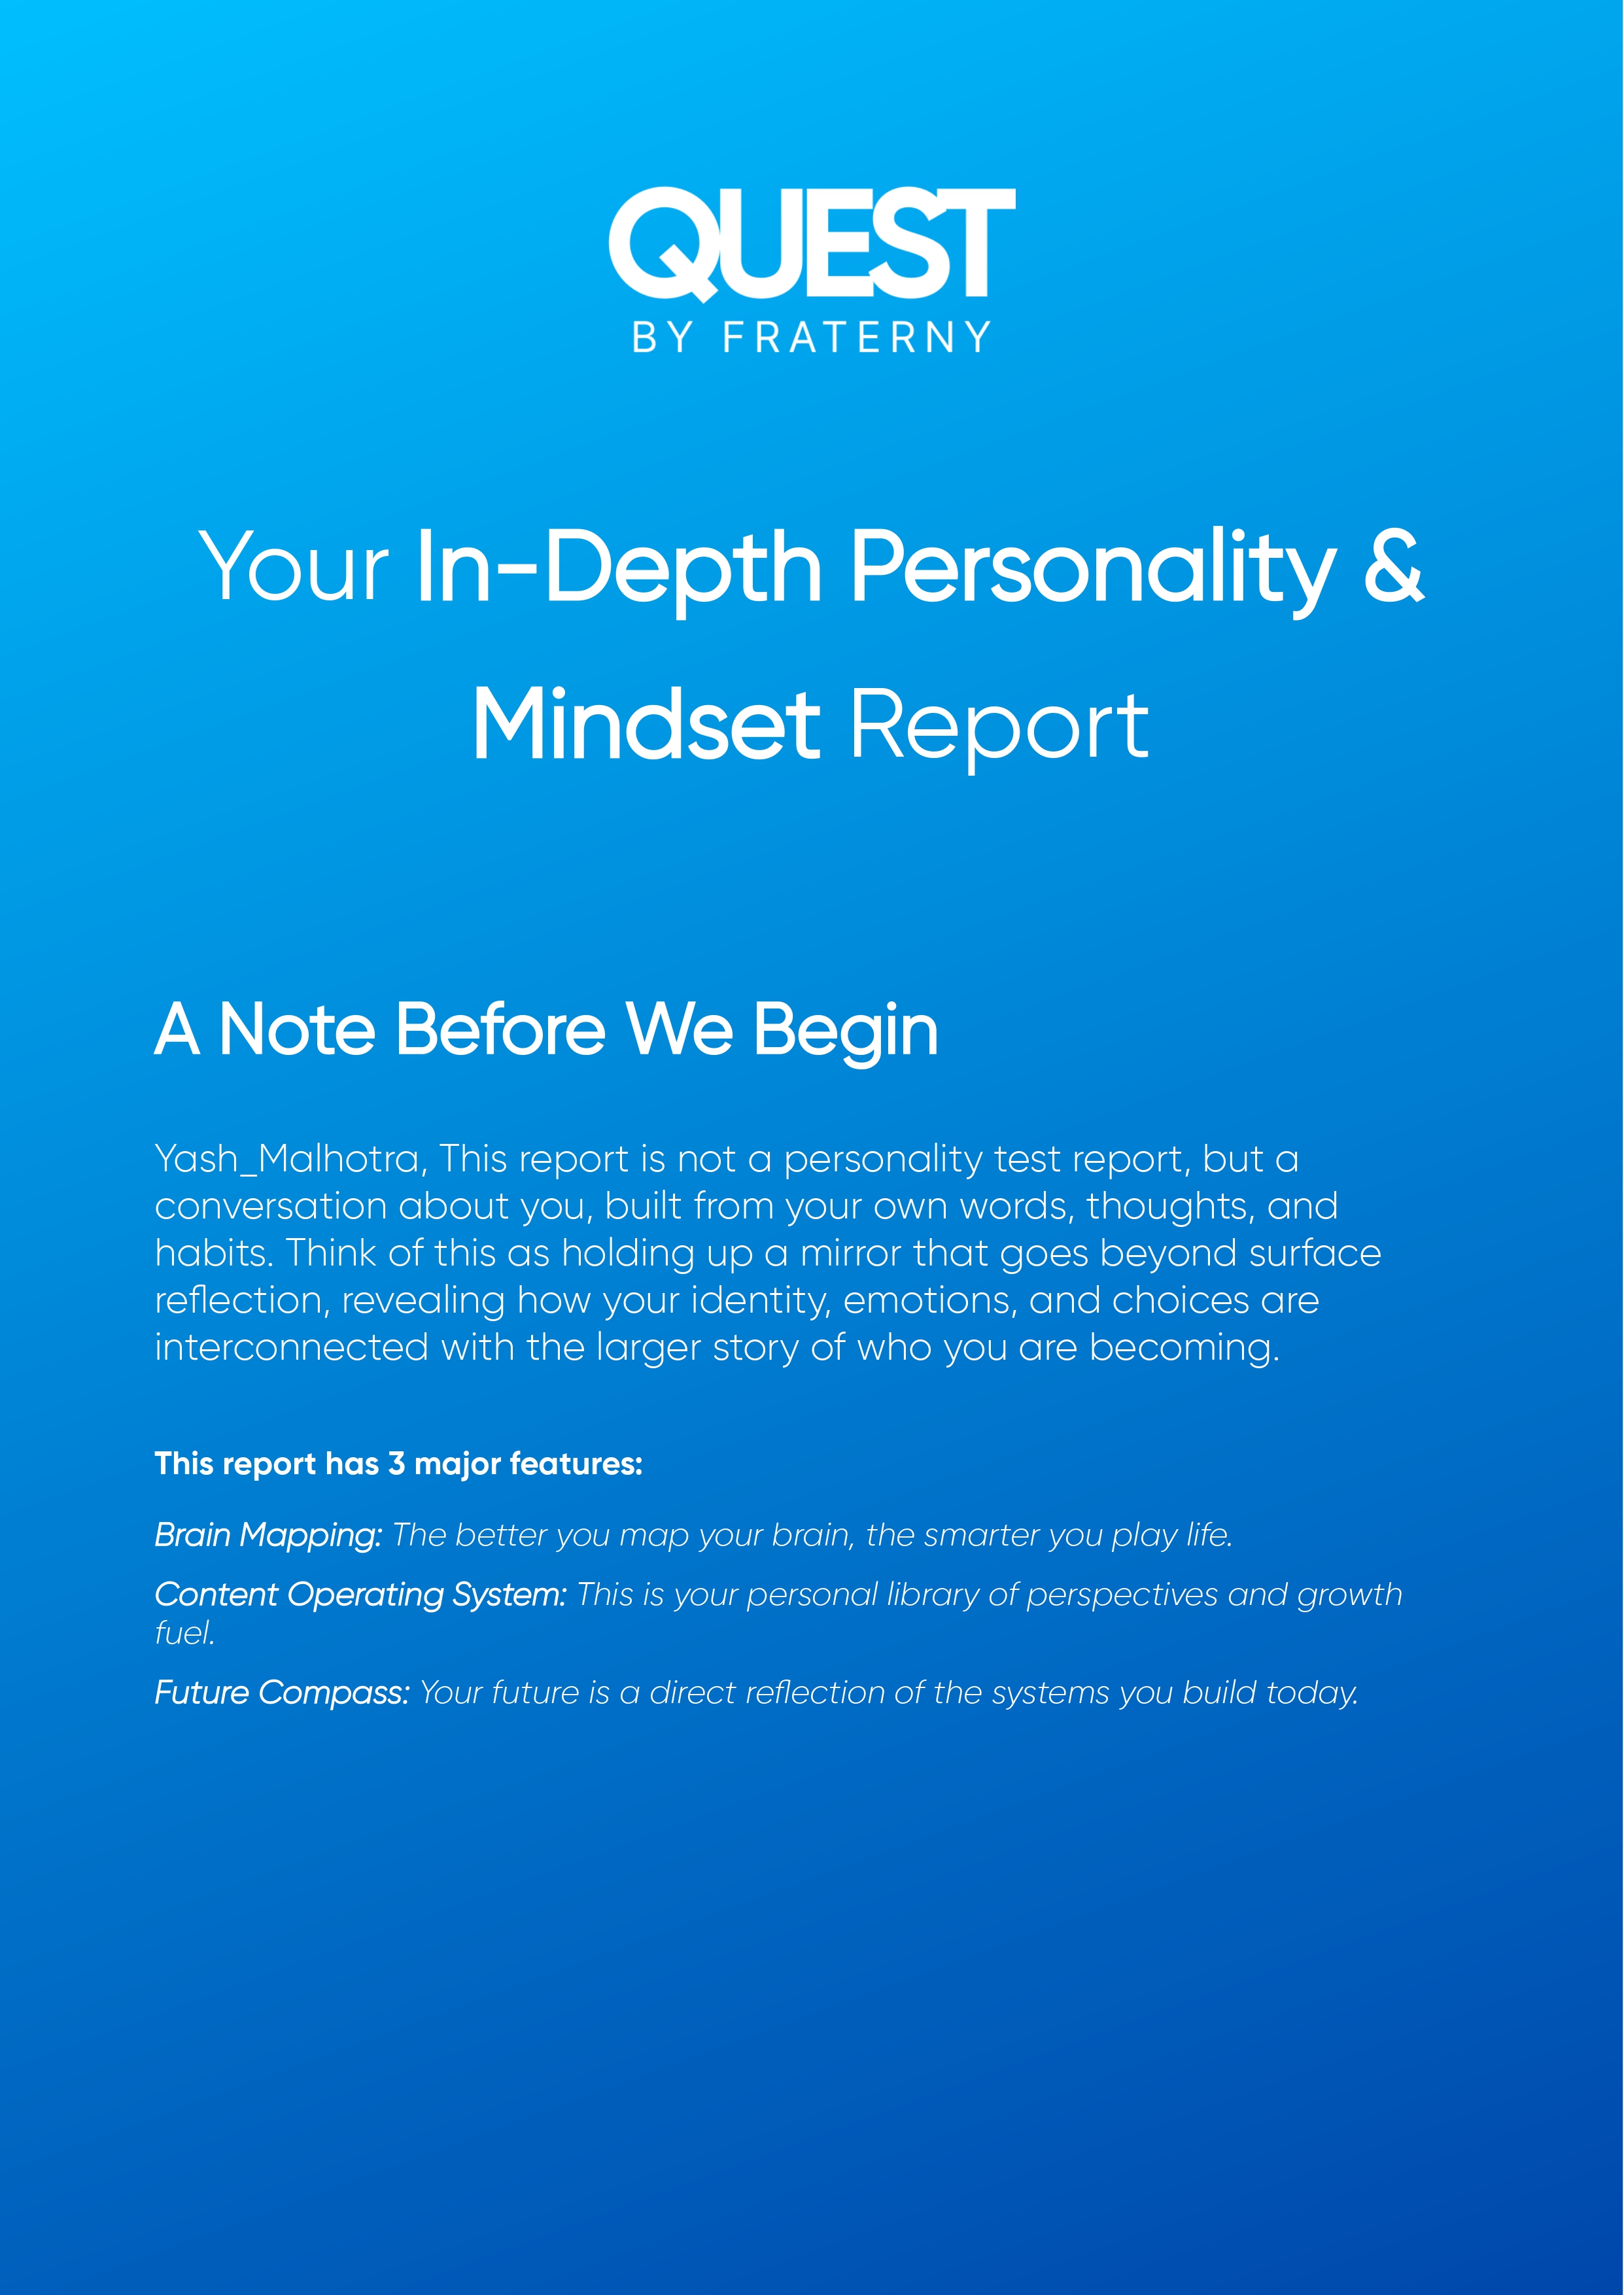 QUEST
BY FRATERNY
Your In-Depth Personality &
Mindset Report
A Note Before We Begin
Yash_Malhotra, This report is not a personality test report, but a
conversation about you, built from your own words, thoughts, and
habits. Think of this as holding up a mirror that goes beyond surface
reflection, revealing how your identity, emotions, and choices are
interconnected with the larger story of who you are becoming.
This report has 3 major features:
Brain Mapping: The better you map your brain, the smarter you play life.
Content Operating System: This is your personal library of perspectives and growth
fuel.
Future Compass: Your future is a direct reflection of the systems you build today.